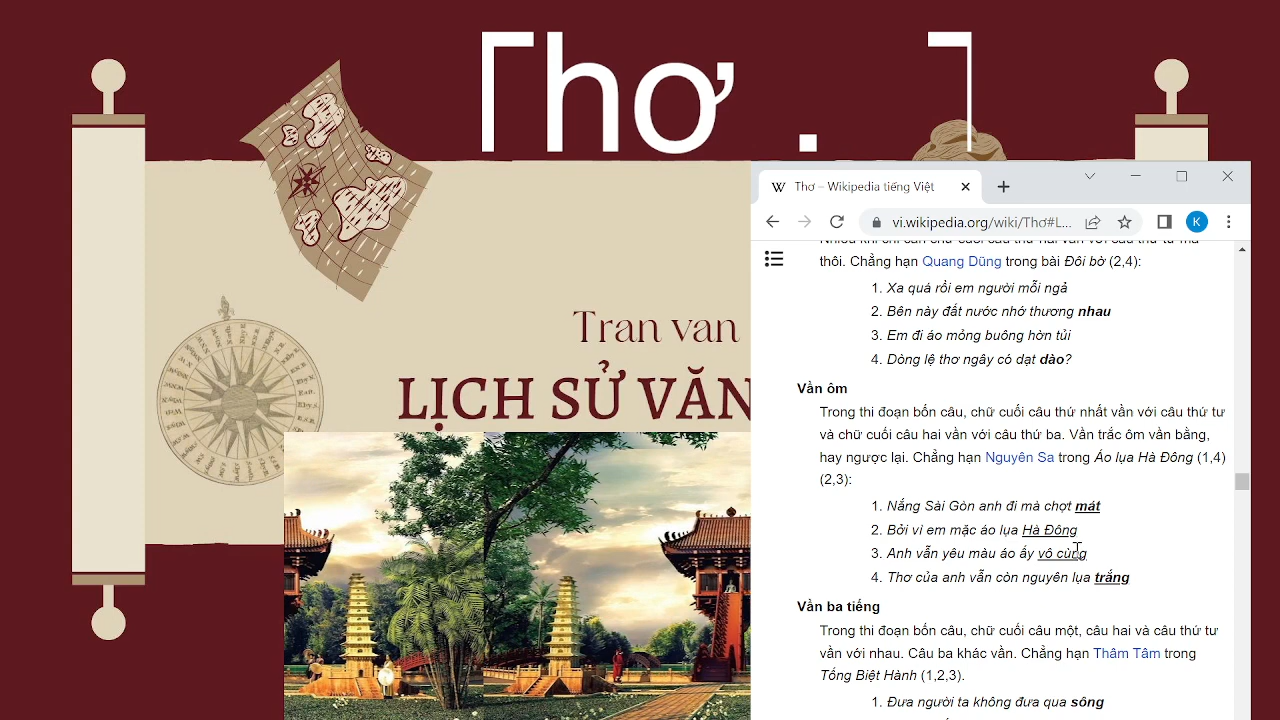 Thơ .
Tran van
LỊCH SỬ VĂN
Thơ – Wikipedia tiếng Việt
vi.wikipedia.org/wiki/Thơ#L...
K
thôi. Chẳng hạn Quang Dũng trong bài Đôi bờ (2,4):
1. Xa quá rồi em người mỗi ngả
2. Bên này đất nước nhớ thương nhau
3. Em đi áo mỏng buông hờn tủi
4. Dòng lệ thơ ngây có dạt dào?
Vần ôm
Trong thi đoạn bốn câu, chữ cuối câu thứ nhất vần với câu thứ tư
và chữ cuối câu hai vần với câu thứ ba. Vần trắc ôm vần bằng,
hay ngược lại. Chẳng hạn Nguyên Sa trong Áo lụa Hà Đông (1,4)
(2,3):
1. Nắng Sài Gòn anh đi mà chợt mát
2. Bởi vì em mặc áo lụa Hà Đông
3. Anh vẫn yêu màu áo ấy vô cùng
4. Thơ của anh vẫn còn nguyên lụa trắng
Vần ba tiếng
Trong thi đoạn bốn câu, chữ cuối câu một, câu hai và câu thứ tư
vần với nhau. Câu ba khác vần. Chẳng hạn Thâm Tâm trong
Tống Biệt Hành (1,2,3).
1. Đưa người ta không đưa qua sông